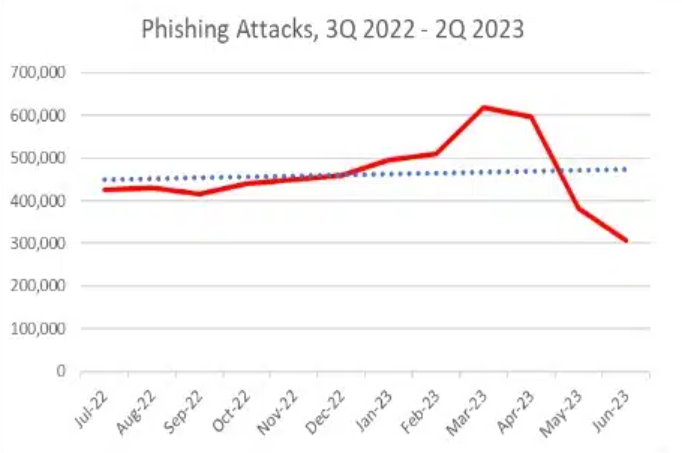 Phishing Attacks, 3Q 2022 - 2Q 2023
700,000
600,000
500,000
400,000
300,000
200,000
100,000
0
Jul-22
Aug-22
Sep-22
Oct-22
Nov-22
Dec-22
Jan-23
Feb-23
Mar-23
Apr-23
May-23
Jun-23